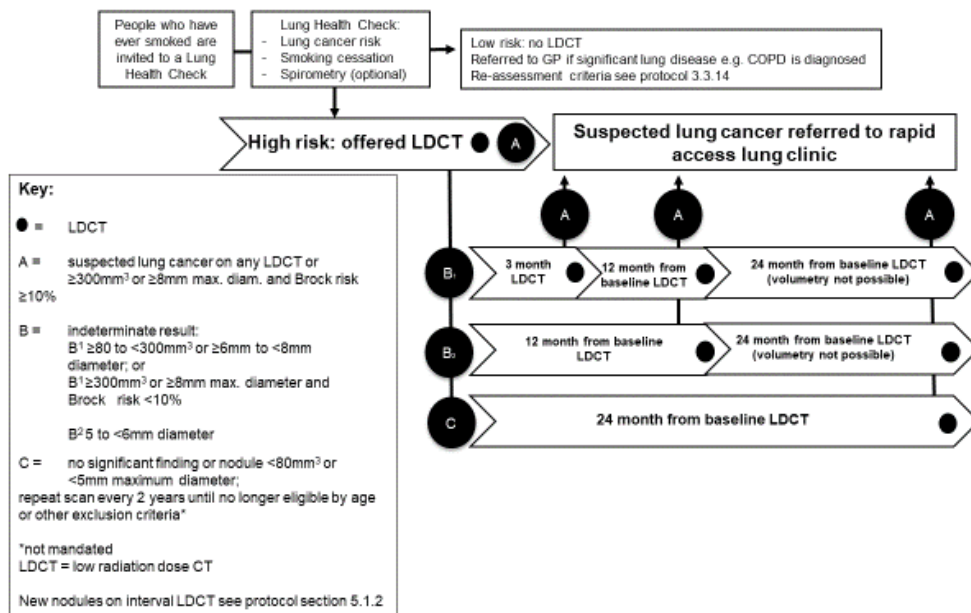 People who have
ever smoked are
invited to a Lung
Health Check
Lung Health Check:
- Lung cancer risk
- Smoking cessation
- Spirometry (optional)
Low risk: no LDCT
Referred to GP if significant lung disease e.g. COPD is diagnosed
Re-assessment criteria see protocol 3.3.14
High risk: offered LDCT
A
Suspected lung cancer referred to rapid
access lung clinic
A
A
A
B1
3 month
LDCT
12 month from
baseline LDCT
24 month from baseline LDCT
(volumetry not possible)
B2
12 month from baseline
LDCT
24 month from baseline LDCT
(volumetry not possible)
C
24 month from baseline LDCT
Key:
= LDCT
A = suspected lung cancer on any LDCT or
≥300mm³ or ≥8mm max. diam. and Brock risk
≥10%
B = indeterminate result:
B¹ ≥80 to <300mm³ or ≥6mm to <8mm
diameter; or
B¹ ≥300mm³ or ≥8mm max. diameter and
Brock risk <10%
B² 5 to <6mm diameter
C = no significant finding or nodule <80mm³ or
<5mm maximum diameter;
repeat scan every 2 years until no longer eligible by age
or other exclusion criteria*
*not mandated
LDCT = low radiation dose CT
New nodules on interval LDCT see protocol section 5.1.2